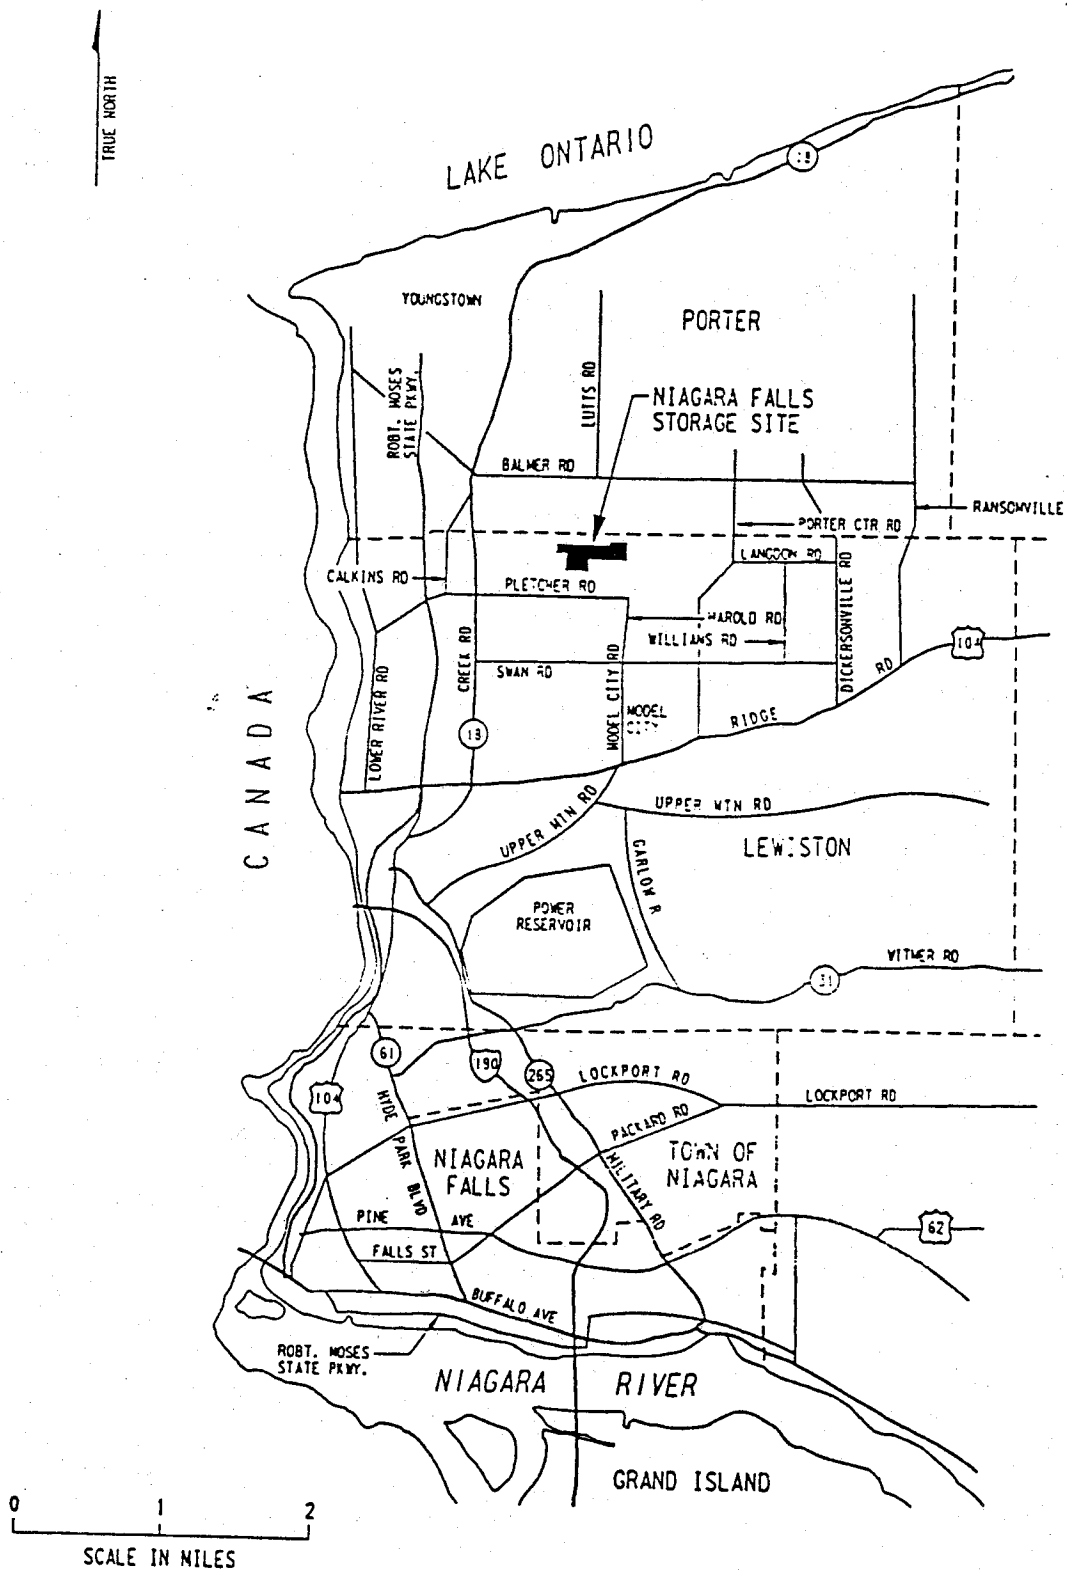 TRUE NORTH
LAKE ONTARIO
18
YOUNGSTOWN
PORTER
LUTTS RD
ROBT. MOSES
STATE PKWY.
NIAGARA FALLS
STORAGE SITE
BALMER RD
RANSOMVILLE
PORTER CTR RD
LANGDON RD
CALKINS RD
PLETCHER RD
HAROLD RD
WILLIAMS RD
DICKERSONVILLE RD
104
RD
CREEK RD
SWAN RD
MODEL CITY RD
MODEL
CITY
RIDGE
LOWER RIVER RD
18
CANADA
UPPER MTN RD
UPPER MTN RD
LEWISTON
GARLOW R
POWER
RESERVOIR
WITMER RD
31
61
190
265
LOCKPORT RD
LOCKPORT RD
104
HYDE PARK BLVD
PACKARD RD
NIAGARA
FALLS
TOWN OF
NIAGARA
MILITARY RD
PINE AVE
62
FALLS ST
BUFFALO AVE
ROBT. MOSES
STATE PKWY.
NIAGARA RIVER
GRAND ISLAND
0 1 2
SCALE IN MILES